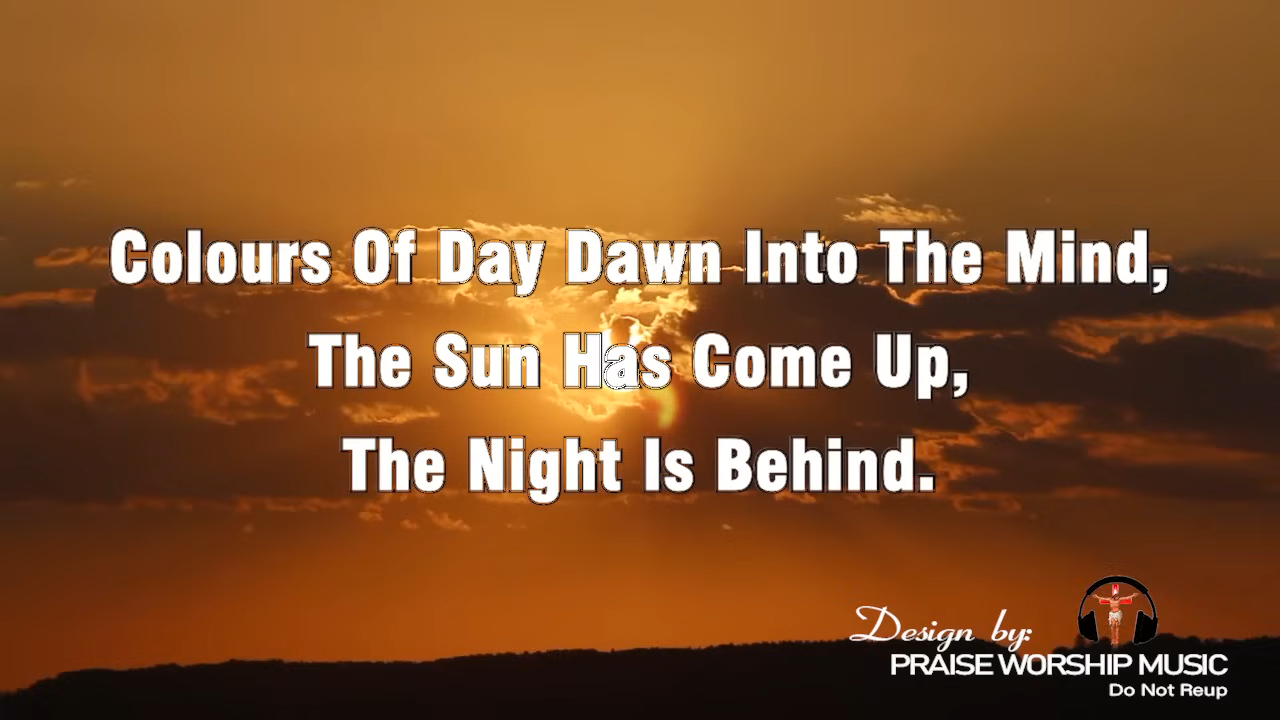 Colours Of Day Dawn Into The Mind,
The Sun Has Come Up,
The Night Is Behind.
Design by:
PRAISE WORSHIP MUSIC
Do Not Reup